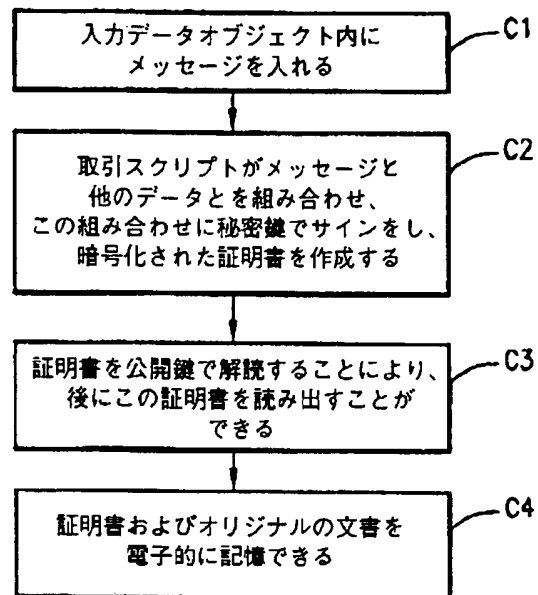 入力データオブジェクト内に
メッセージを入れる
C1
取引スクリプトがメッセージと
他のデータとを組み合わせ、
この組み合わせに秘密鍵でサインをし、
暗号化された証明書を作成する
C2
証明書を公開鍵で解読することにより、
後にこの証明書を読み出すことが
できる
C3
証明書およびオリジナルの文書を
電子的に記憶できる
C4